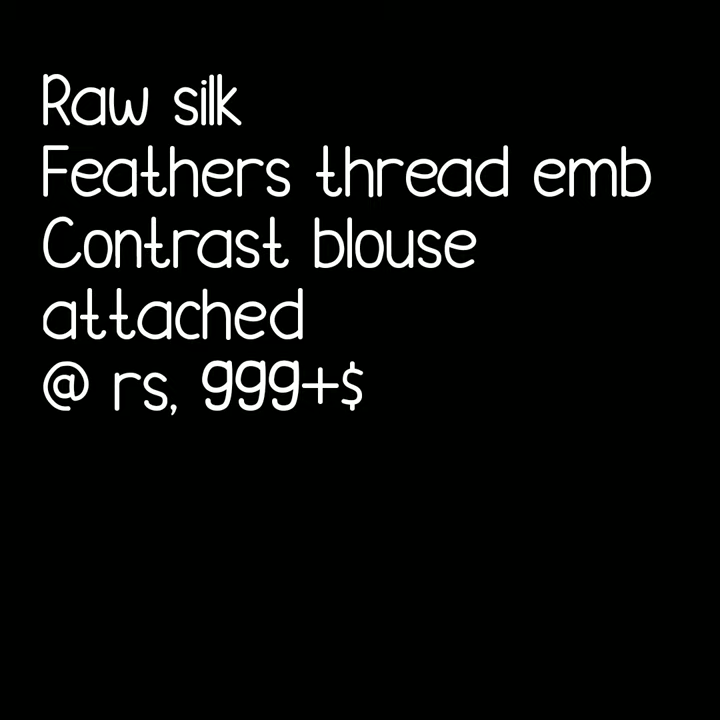 Raw silk
Feathers thread emb
Contrast blouse
attached
@ rs, 999+$